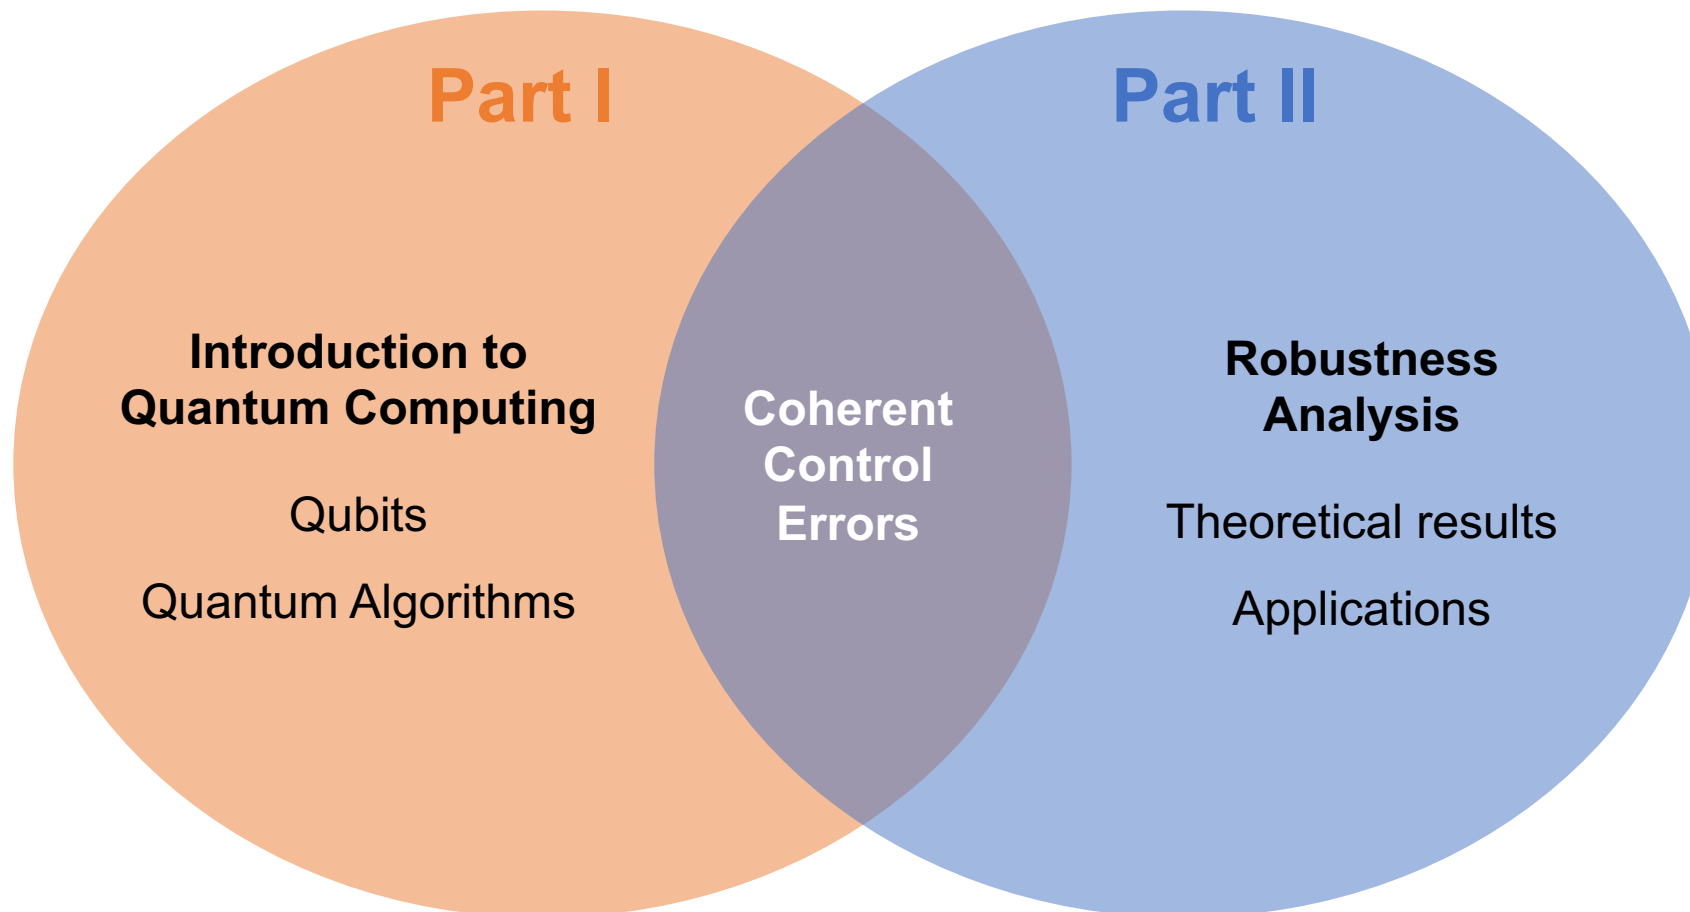 Part I
Introduction to
Quantum Computing
Qubits
Quantum Algorithms
Coherent
Control
Errors
Part II
Robustness
Analysis
Theoretical results
Applications